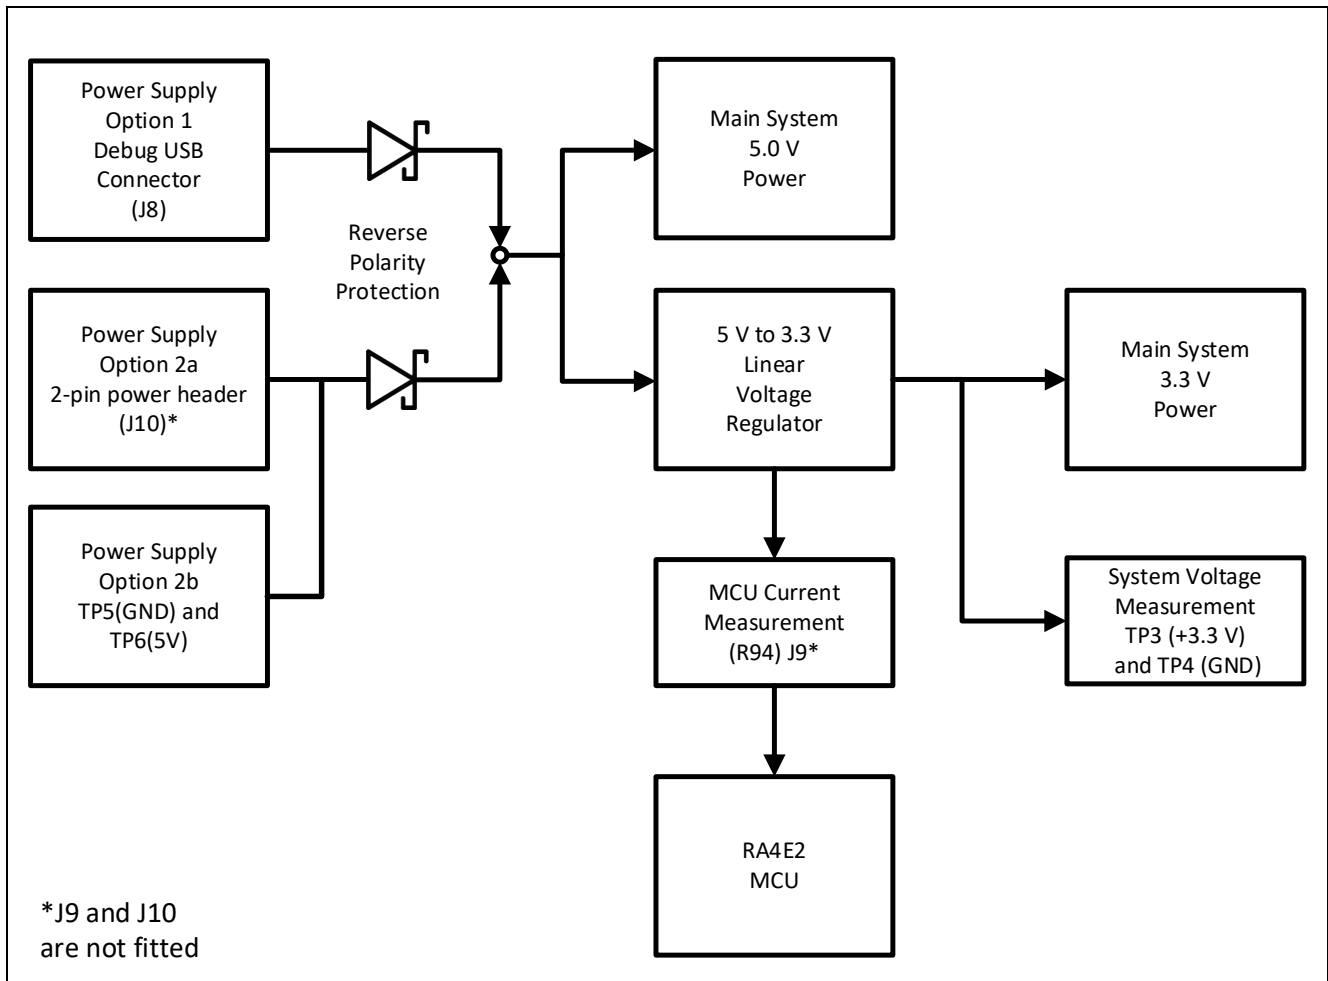 Power Supply
Option 1
Debug USB
Connector
(J8)
Reverse
Polarity
Protection
Main System
5.0 V
Power
Power Supply
Option 2a
2-pin power header
(J10)*
5 V to 3.3 V
Linear
Voltage
Regulator
Main System
3.3 V
Power
Power Supply
Option 2b
TP5(GND) and
TP6(5V)
MCU Current
Measurement
(R94) J9*
System Voltage
Measurement
TP3 (+3.3 V)
and TP4 (GND)
RA4E2
MCU
*J9 and J10
are not fitted